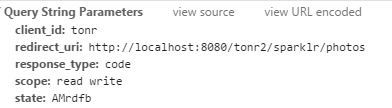 Query String Parameters view source view URL encoded
client_id: tonr
redirect_uri: http://localhost:8080/tonr2/sparklr/photos
response_type: code
scope: read write
state: AMrdfb